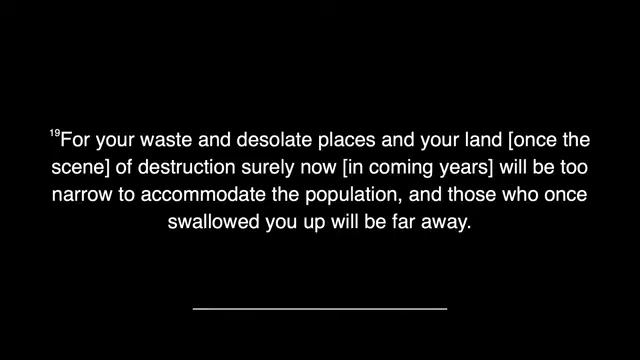 19For your waste and desolate places and your land [once the
scene] of destruction surely now [in coming years] will be too
narrow to accommodate the population, and those who once
swallowed you up will be far away.